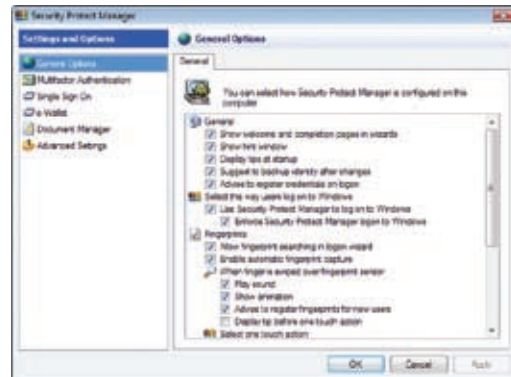 Security Protect Manager
Settings and Options
General Options
Multifactor Authentication
Single Sign On
e-Wallet
Document Manager
Advanced Settings
General Options
General
You can select how Security Protect Manager is configured on this
computer
General
Show welcome and completion pages in wizards
Show hint window
Display tips at startup
Suggest to backup identity after changes
Advise to register credentials on logon
Select the way users log on to Windows
Use Security Protect Manager to log on to Windows
Enforce Security Protect Manager logon to Windows
Fingerprints
Allow fingerprint searching in logon wizard
Enable automatic fingerprint capture
When finger is swiped over fingerprint sensor
Play sound
Show animation
Advise to register fingerprints for new users
Display tip before one touch action
Select one touch action
OK
Cancel
Apply